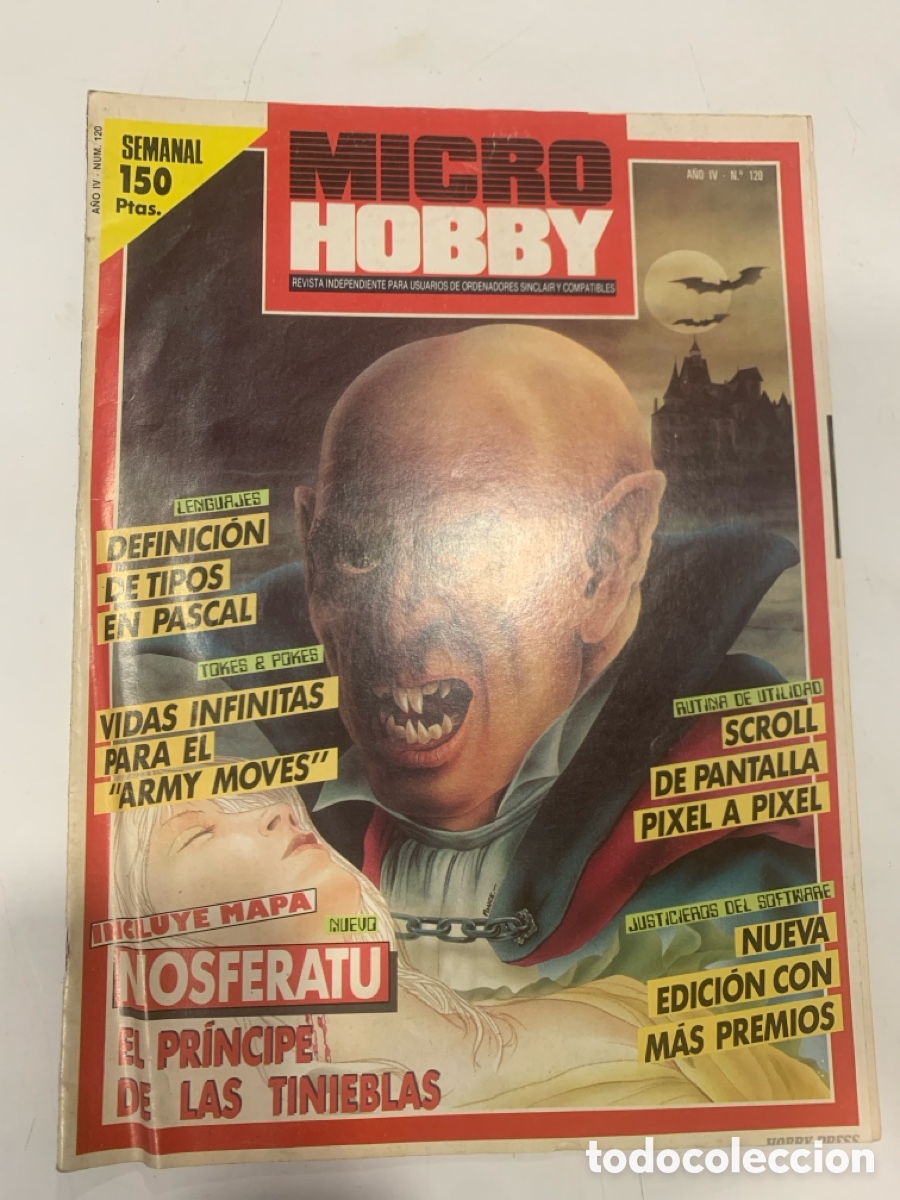 AÑO IV - NUM. 120
SEMANAL
150
Ptas.
MICRO
HOBBY
REVISTA INDEPENDIENTE PARA USUARIOS DE ORDENADORES SINCLAIR Y COMPATIBLES
AÑO IV - N.º 120
LENGUAJES
DEFINICIÓN
DE TIPOS
EN PASCAL
TOKES & POKES
VIDAS INFINITAS
PARA EL
"ARMY MOVES"
RUTINA DE UTILIDAD
SCROLL
DE PANTALLA
PIXEL A PIXEL
INCLUYE MAPA
NUEVO
NOSFERATU
EL PRÍNCIPE
DE LAS TINIEBLAS
JUSTICIEROS DEL SOFTWARE
NUEVA
EDICIÓN CON
MÁS PREMIOS
HOBBY PRESS
todocoleccion